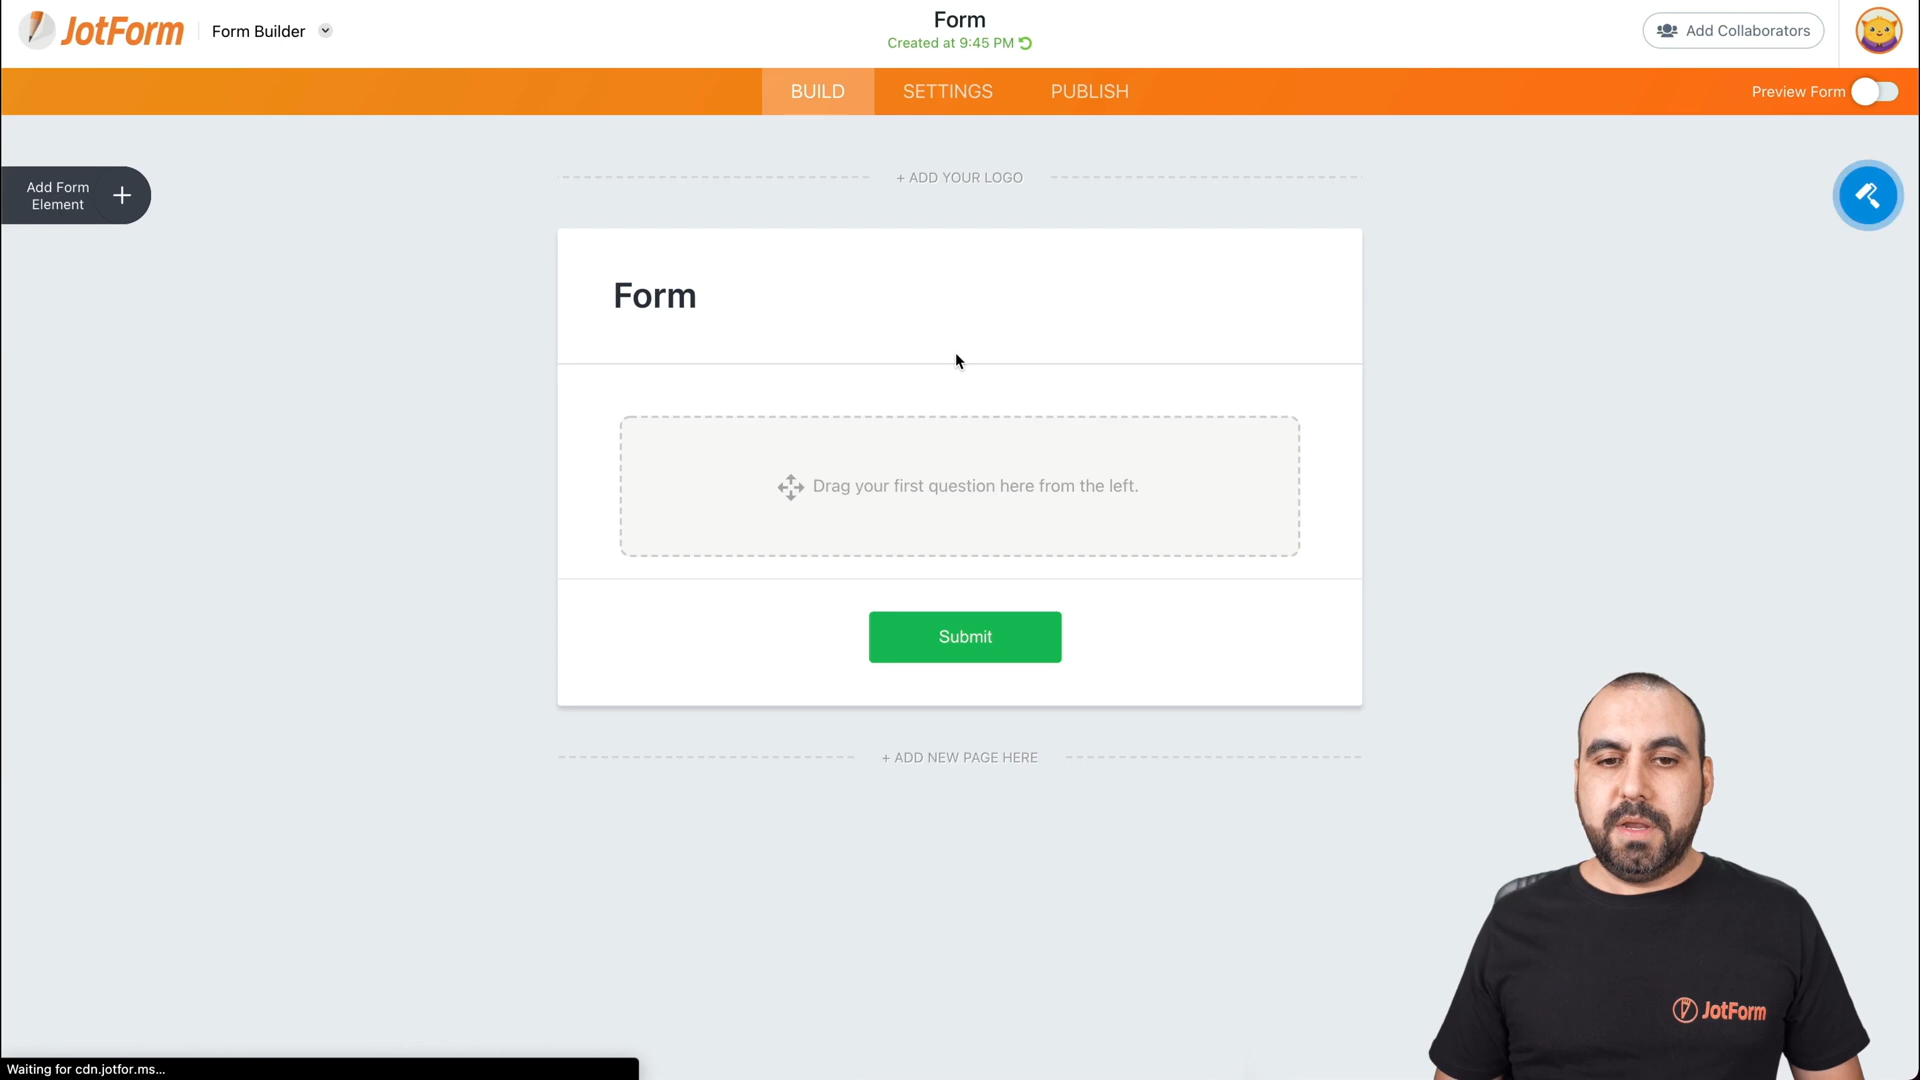 JotForm
Form Builder
Form
Created at 9:45 PM
Add Collaborators
BUILD
SETTINGS
PUBLISH
Preview Form
Add Form
Element
+ ADD YOUR LOGO
Form
Drag your first question here from the left.
Submit
+ ADD NEW PAGE HERE
JotForm
Waiting for cdn.jotfor.ms...